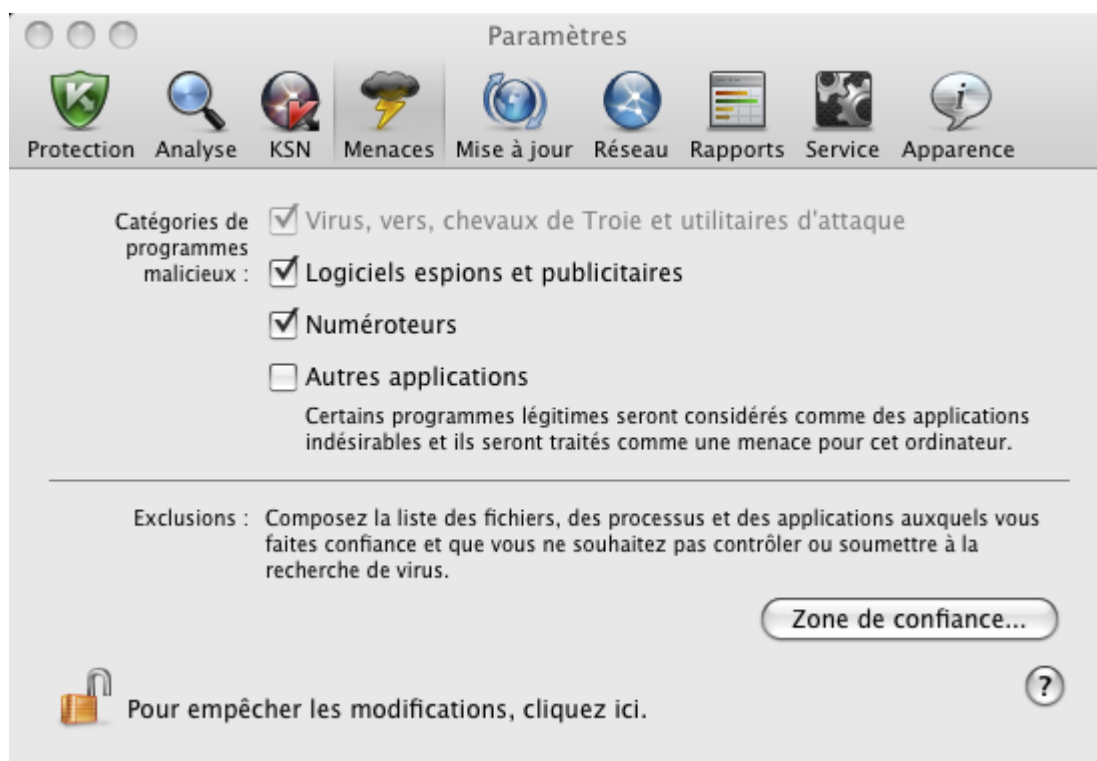 Paramètres
Protection Analyse KSN Menaces Mise à jour Réseau Rapports Service Apparence
Catégories de programmes malicieux :
Virus, vers, chevaux de Troie et utilitaires d'attaque
Logiciels espions et publicitaires
Numéroteurs
Autres applications
Certains programmes légitimes seront considérés comme des applications
indésirables et ils seront traités comme une menace pour cet ordinateur.
Exclusions :
Composez la liste des fichiers, des processus et des applications auxquels vous
faites confiance et que vous ne souhaitez pas contrôler ou soumettre à la
recherche de virus.
Zone de confiance...
?
Pour empêcher les modifications, cliquez ici.